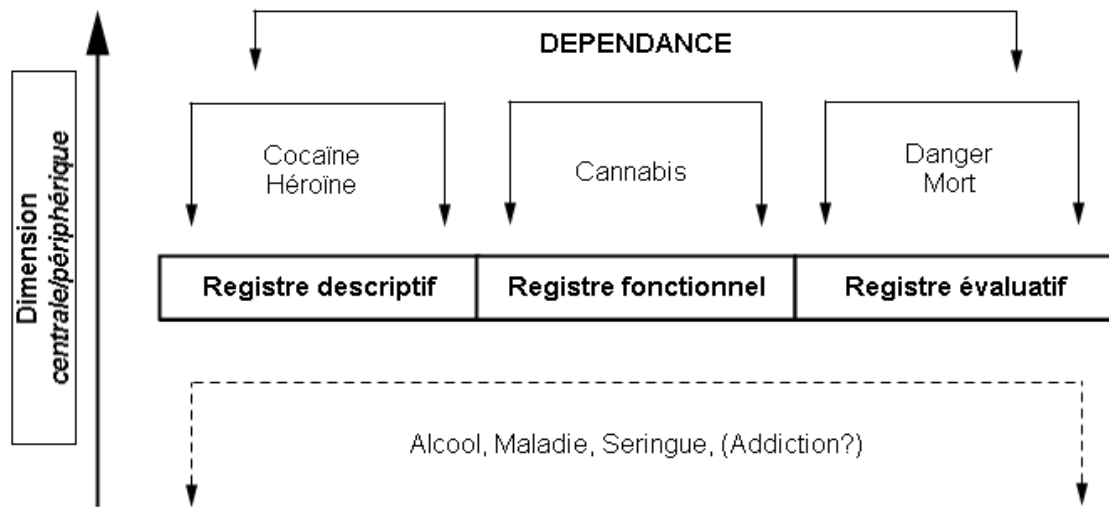 DEPENDANCE
Cocaïne
Héroïne
Cannabis
Danger
Mort
Dimension
centrale/périphérique
Registre descriptif
Registre fonctionnel
Registre évaluatif
Alcool, Maladie, Seringue, (Addiction?)